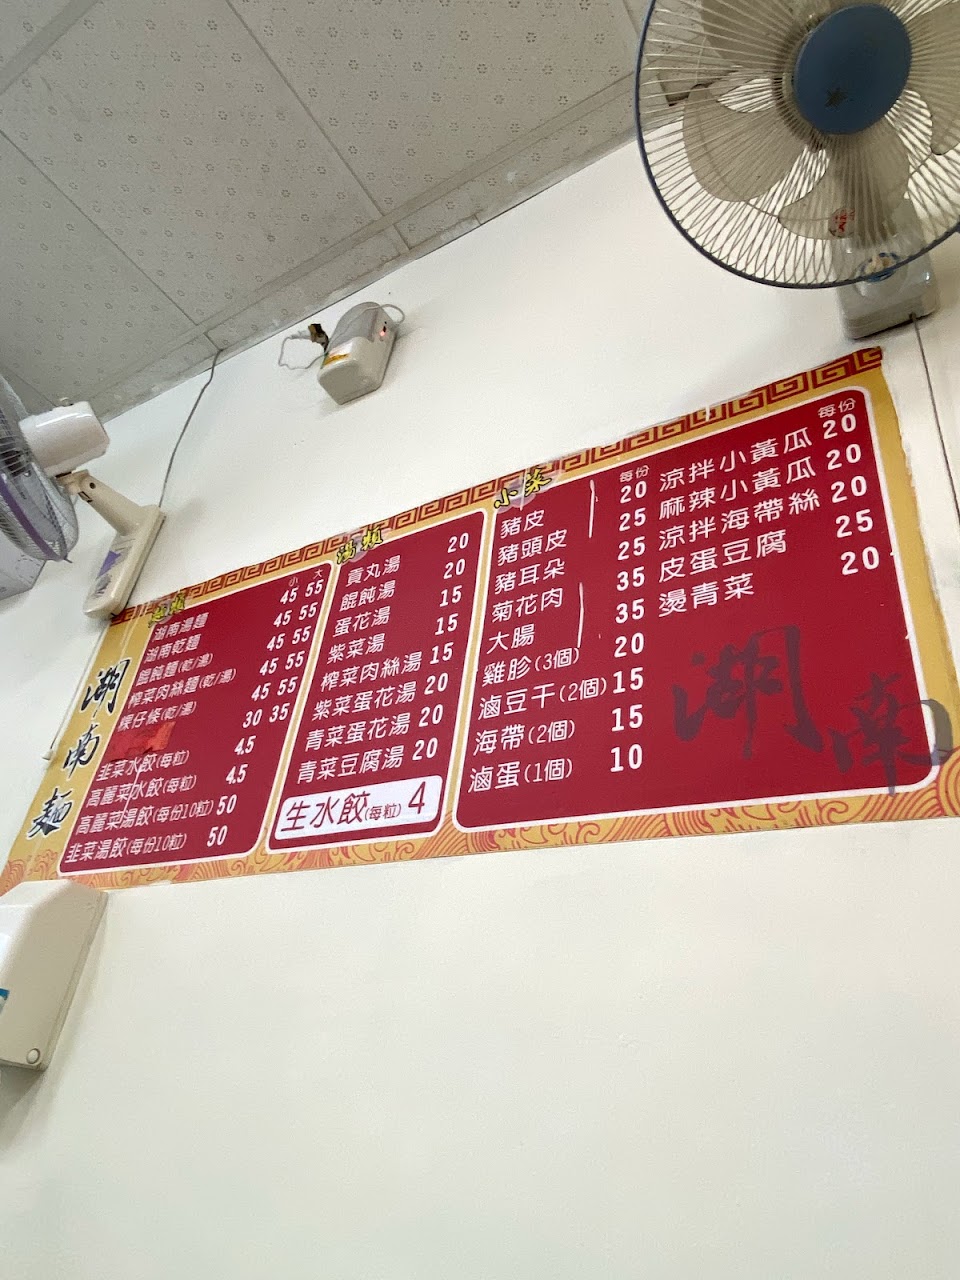 湖南麵
麵類
小 大
湖南湯麵 45 55
湖南乾麵 45 55
餛飩麵(乾/湯) 45 55
榨菜肉絲麵(乾/湯) 45 55
粿仔條(乾/湯) 45 55
30 35
韭菜水餃(每粒) 4.5
高麗菜水餃(每粒) 4.5
高麗菜湯餃(每份10粒) 50
韭菜湯餃(每份10粒) 50
湯類
貢丸湯 20
餛飩湯 20
蛋花湯 15
紫菜湯 15
榨菜肉絲湯 15
紫菜蛋花湯 20
青菜蛋花湯 20
青菜豆腐湯 20
生水餃(每粒) 4
小菜
每份
豬皮 20
豬頭皮 25
豬耳朵 25
菊花肉 35
大腸 35
雞胗(3個) 20
滷豆干(2個) 15
海帶(2個) 15
滷蛋(1個) 10
每份
涼拌小黃瓜 20
麻辣小黃瓜 20
涼拌海帶絲 20
皮蛋豆腐 25
燙青菜 20
湖南